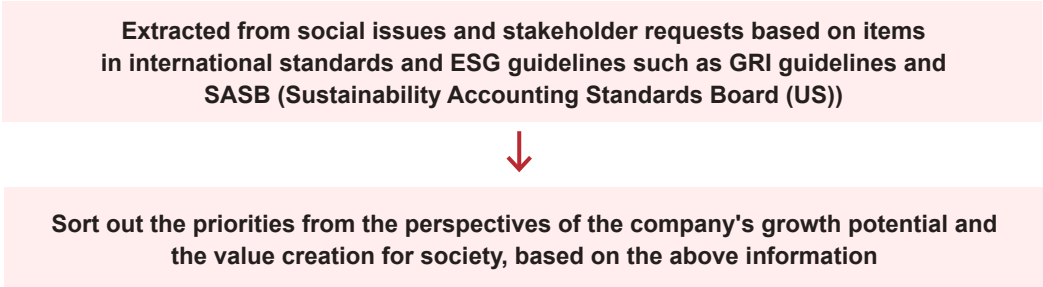 Extracted from social issues and stakeholder requests based on items
in international standards and ESG guidelines such as GRI guidelines and
SASB (Sustainability Accounting Standards Board (US))
Sort out the priorities from the perspectives of the company's growth potential and
the value creation for society, based on the above information